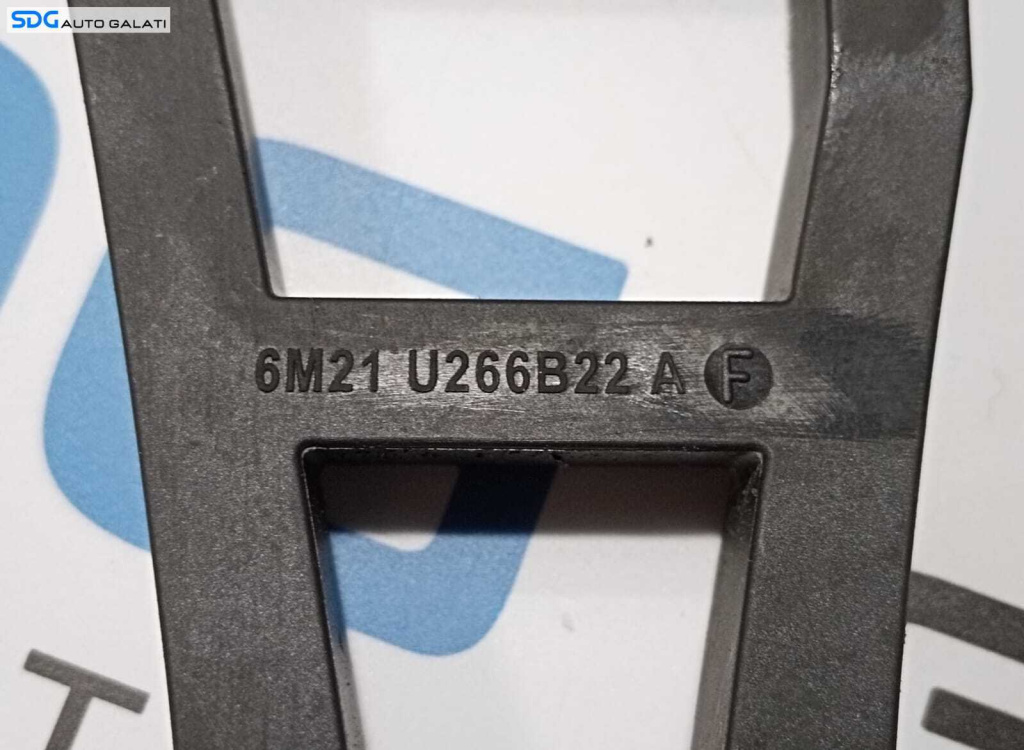 SDG AUTO GALATI
6M21 U266B22 A F
T